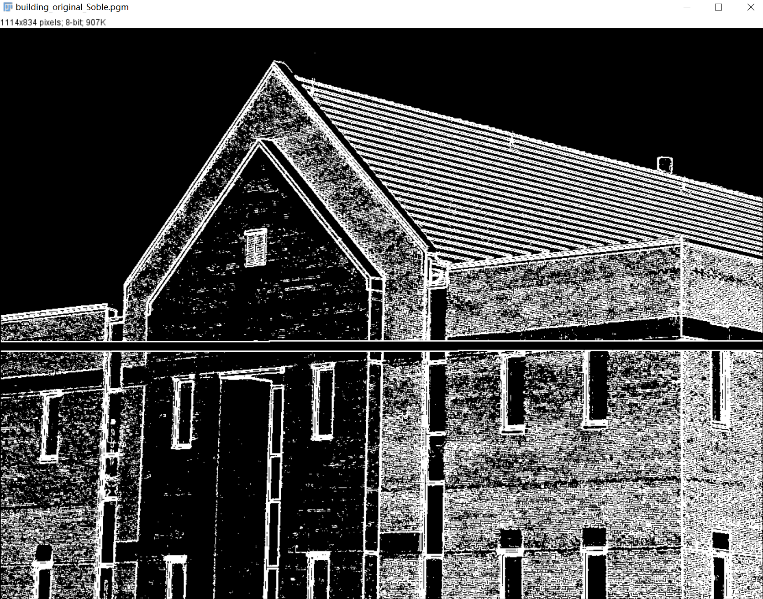 building_original_Soble.pgm
1114x834 pixels; 8-bit; 907K